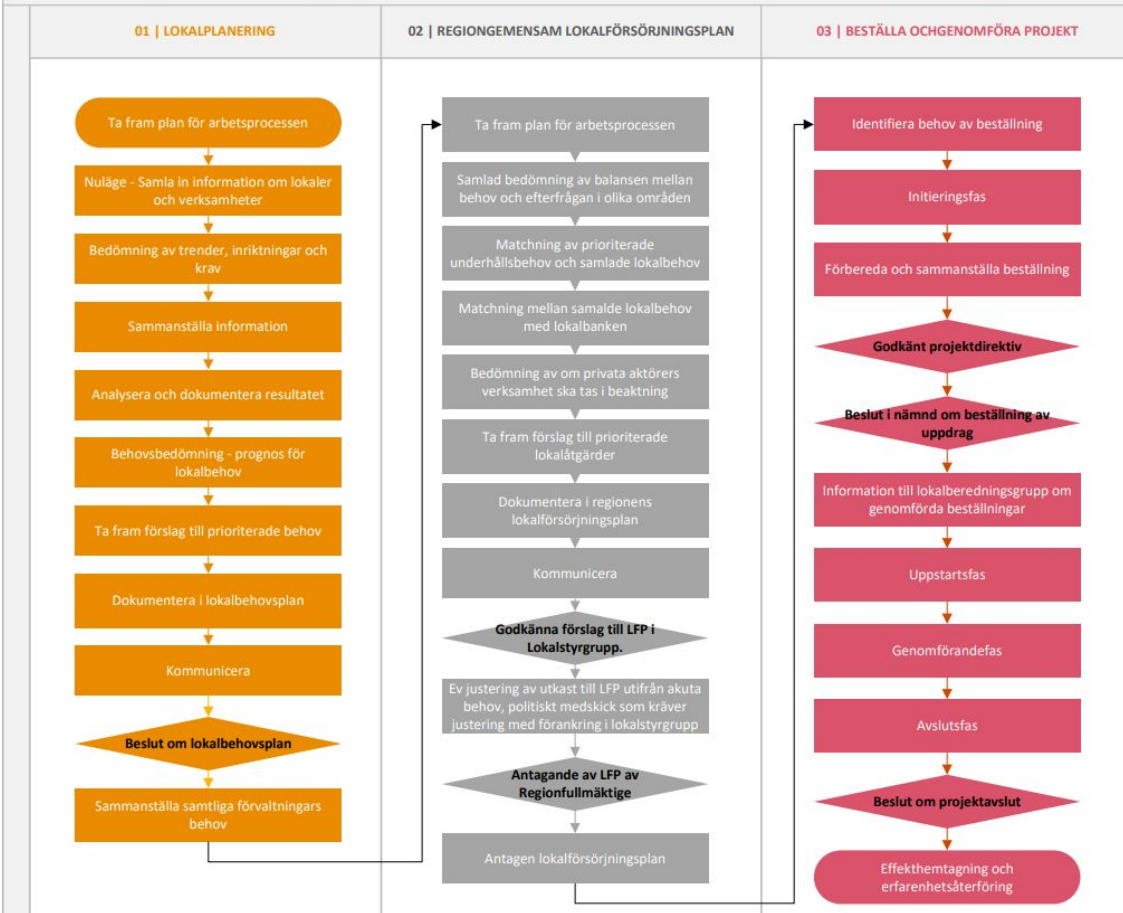 01 | LOKALPLANERING
02 | REGIONGEMENSAM LOKALFÖRSÖRJNINGSPLAN
03 | BESTÄLLA OCHGENOMFÖRA PROJEKT
Ta fram plan för arbetsprocessen
Nuläge - Samla in information om lokaler
och verksamheter
Bedömning av trender, inriktningar och
krav
Sammanställa information
Analysera och dokumentera resultatet
Behovsbedömning - prognos för
lokalbehov
Ta fram förslag till prioriterade behov
Dokumentera i lokalbehovsplan
Kommunicera
Beslut om lokalbehovsplan
Sammanställa samtliga förvaltningars
behov
Ta fram plan för arbetsprocessen
Samlad bedömning av balansen mellan
behov och efterfrågan i olika områden
Matchning av prioriterade
underhållsbehov och samlade lokalbehov
Matchning mellan samalde lokalbehov
med lokalbanken
Bedömning av om privata aktörers
verksamhet ska tas i beaktning
Ta fram förslag till prioriterade
lokalåtgärder
Dokumentera i regionens
lokalförsörjningsplan
Kommunicera
Godkänna förslag till LFP i
Lokalstyrgrupp.
Ev justering av utkast till LFP utifrån akuta
behov, politiskt medskick som kräver
justering med förankring i lokalstyrgrupp
Antagande av LFP av
Regionfullmäktige
Antagen lokalförsörjningsplan
Identifiera behov av beställning
Initieringsfas
Förbereda och sammanställa beställning
Godkänt projektdirektiv
Beslut i nämnd om beställning av
uppdrag
Information till lokalberedningsgrupp om
genomförda beställningar
Uppstartsfas
Genomförandefas
Avslutsfas
Beslut om projektavslut
Effekthemtagning och
erfarenhetsåterföring